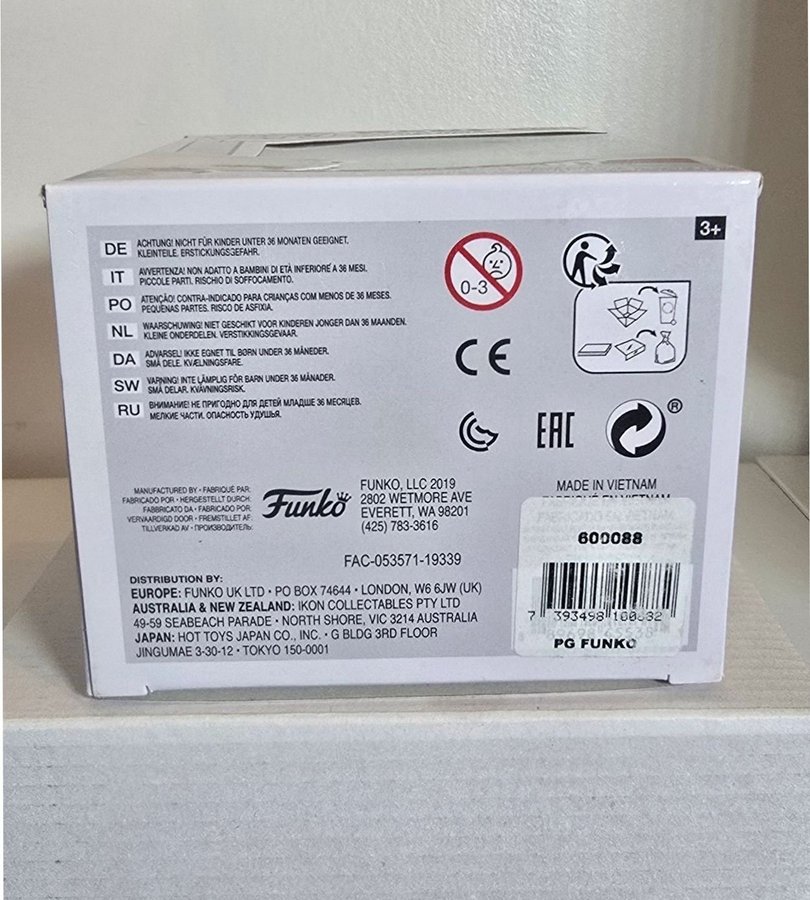 3+
DE ACHTUNG! NICHT FÜR KINDER UNTER 36 MONATEN GEEIGNET.
KLEINTEILE. ERSTICKUNGSGEFAHR.
IT AVVERTENZA! NON ADATTO A BAMBINI DI ETÀ INFERIORE A 36 MESI.
PICCOLE PARTI. RISCHIO DI SOFFOCAMENTO.
PO ATENÇÃO! CONTRA-INDICADO PARA CRIANÇAS COM MENOS DE 36 MESES.
PEQUENAS PARTES. RISCO DE ASFIXIA.
NL WAARSCHUWING! NIET GESCHIKT VOOR KINDEREN JONGER DAN 36 MAANDEN.
KLEINE ONDERDELEN. VERSTIKKINGSGEVAAR.
DA ADVARSEL! IKKE EGNET TIL BØRN UNDER 36 MÅNEDER.
SMÅ DELE. KVÆLNINGSFARE.
SW VARNING! INTE LÄMPLIG FÖR BARN UNDER 36 MÅNADER.
SMÅ DELAR. KVÄVNINGSRISK.
RU ВНИМАНИЕ! НЕ ПРИГОДНО ДЛЯ ДЕТЕЙ МЛАДШЕ 36 МЕСЯЦЕВ.
МЕЛКИЕ ЧАСТИ. ОПАСНОСТЬ УДУШЬЯ.
0-3
CE
EAC
®
MANUFACTURED BY • FABRIQUÉ PAR:
FABRICADO POR • HERGESTELLT DURCH:
FABBRICATO DA • FABRICADO POR:
VERVAARDIGD DOOR • FREMSTILLET AF:
TILLVERKAD AV • ПРОИЗВОДИТЕЛЬ:
Funko
FUNKO, LLC 2019
2802 WETMORE AVE
EVERETT, WA 98201
(425) 783-3616
FAC-053571-19339
MADE IN VIETNAM
FABRIQUÉ EN VIETNAM
600088
7 393498 100882
PG FUNKO
DISTRIBUTION BY:
EUROPE: FUNKO UK LTD • PO BOX 74644 • LONDON, W6 6JW (UK)
AUSTRALIA & NEW ZEALAND: IKON COLLECTABLES PTY LTD
49-59 SEABEACH PARADE • NORTH SHORE, VIC 3214 AUSTRALIA
JAPAN: HOT TOYS JAPAN CO., INC. • G BLDG 3RD FLOOR
JINGUMAE 3-30-12 • TOKYO 150-0001